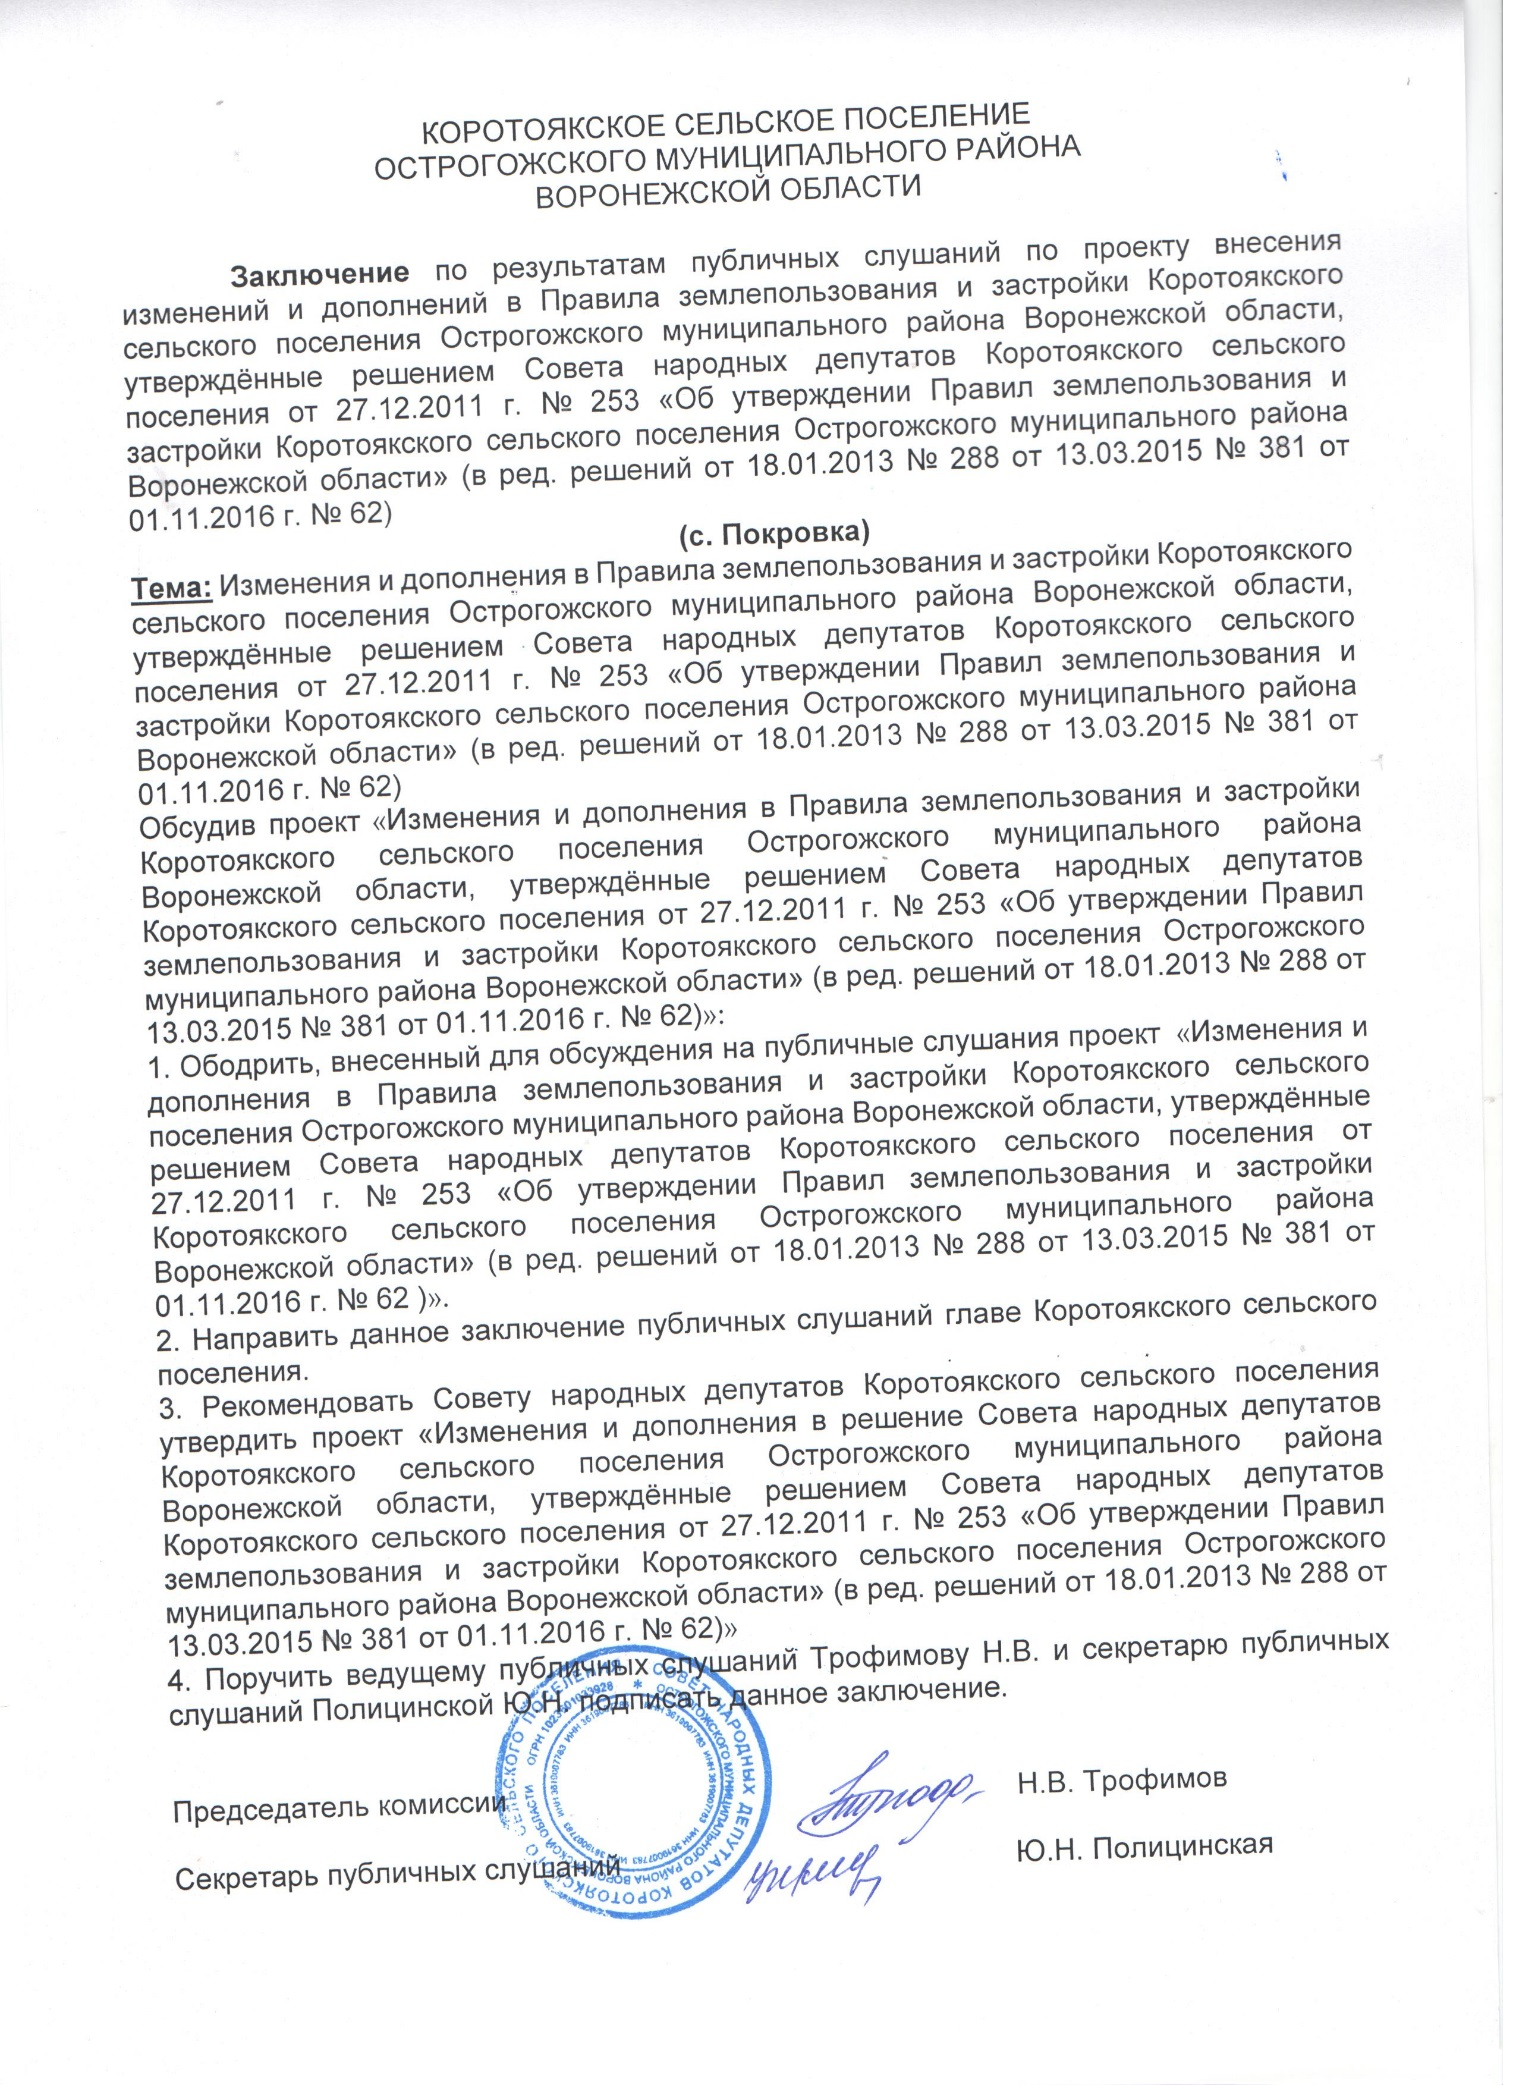 КОРОТОЯКСКОЕ СЕЛЬСКОЕ ПОСЕЛЕНИЕ
ОСТРОГОЖСКОГО МУНИЦИПАЛЬНОГО РАЙОНА
ВОРОНЕЖСКОЙ ОБЛАСТИ
Заключение по результатам публичных слушаний по проекту внесения
изменений и дополнений в Правила землепользования и застройки Коротоякского
сельского поселения Острогожского муниципального района Воронежской области,
утверждённые решением Совета народных депутатов Коротоякского сельского
поселения от 27.12.2011 г. № 253 «Об утверждении Правил землепользования и
застройки Коротоякского сельского поселения Острогожского муниципального района
Воронежской области» (в ред. решений от 18.01.2013 № 288 от 13.03.2015 № 381 от
01.11.2016 г. № 62)
(с. Покровка)
Тема: Изменения и дополнения в Правила землепользования и застройки Коротоякского
сельского поселения Острогожского муниципального района Воронежской области,
утверждённые решением Совета народных депутатов Коротоякского сельского
поселения от 27.12.2011 г. № 253 «Об утверждении Правил землепользования и
застройки Коротоякского сельского поселения Острогожского муниципального района
Воронежской области» (в ред. решений от 18.01.2013 № 288 от 13.03.2015 № 381 от
01.11.2016 г. № 62)
Обсудив проект «Изменения и дополнения в Правила землепользования и застройки
Коротоякского сельского поселения Острогожского муниципального района
Воронежской области, утверждённые решением Совета народных депутатов
Коротоякского сельского поселения от 27.12.2011 г. № 253 «Об утверждении Правил
землепользования и застройки Коротоякского сельского поселения Острогожского
муниципального района Воронежской области» (в ред. решений от 18.01.2013 № 288 от
13.03.2015 № 381 от 01.11.2016 г. № 62)»:
1. Ободрить, внесенный для обсуждения на публичные слушания проект «Изменения и
дополнения в Правила землепользования и застройки Коротоякского сельского
поселения Острогожского муниципального района Воронежской области, утверждённые
решением Совета народных депутатов Коротоякского сельского поселения от
27.12.2011 г. № 253 «Об утверждении Правил землепользования и застройки
Коротоякского сельского поселения Острогожского муниципального района
Воронежской области» (в ред. решений от 18.01.2013 № 288 от 13.03.2015 № 381 от
01.11.2016 г. № 62 )».
2. Направить данное заключение публичных слушаний главе Коротоякского сельского
поселения.
3. Рекомендовать Совету народных депутатов Коротоякского сельского поселения
утвердить проект «Изменения и дополнения в решение Совета народных депутатов
Коротоякского сельского поселения Острогожского муниципального района
Воронежской области, утверждённые решением Совета народных депутатов
Коротоякского сельского поселения от 27.12.2011 г. № 253 «Об утверждении Правил
землепользования и застройки Коротоякского сельского поселения Острогожского
муниципального района Воронежской области» (в ред. решений от 18.01.2013 № 288 от
13.03.2015 № 381 от 01.11.2016 г. № 62)»
4. Поручить ведущему публичных слушаний Трофимову Н.В. и секретарю публичных
слушаний Полицинской Ю.Н. подписать данное заключение.
Председатель комиссии Н.В. Трофимов
Секретарь публичных слушаний Ю.Н. Полицинская
СОВЕТ НАРОДНЫХ ДЕПУТАТОВ КОРОТОЯКСКОГО СЕЛЬСКОГО ПОСЕЛЕНИЯ
ОСТРОГОЖСКОГО МУНИЦИПАЛЬНОГО РАЙОНА ВОРОНЕЖСКОЙ ОБЛАСТИ
ИНН 3619007783